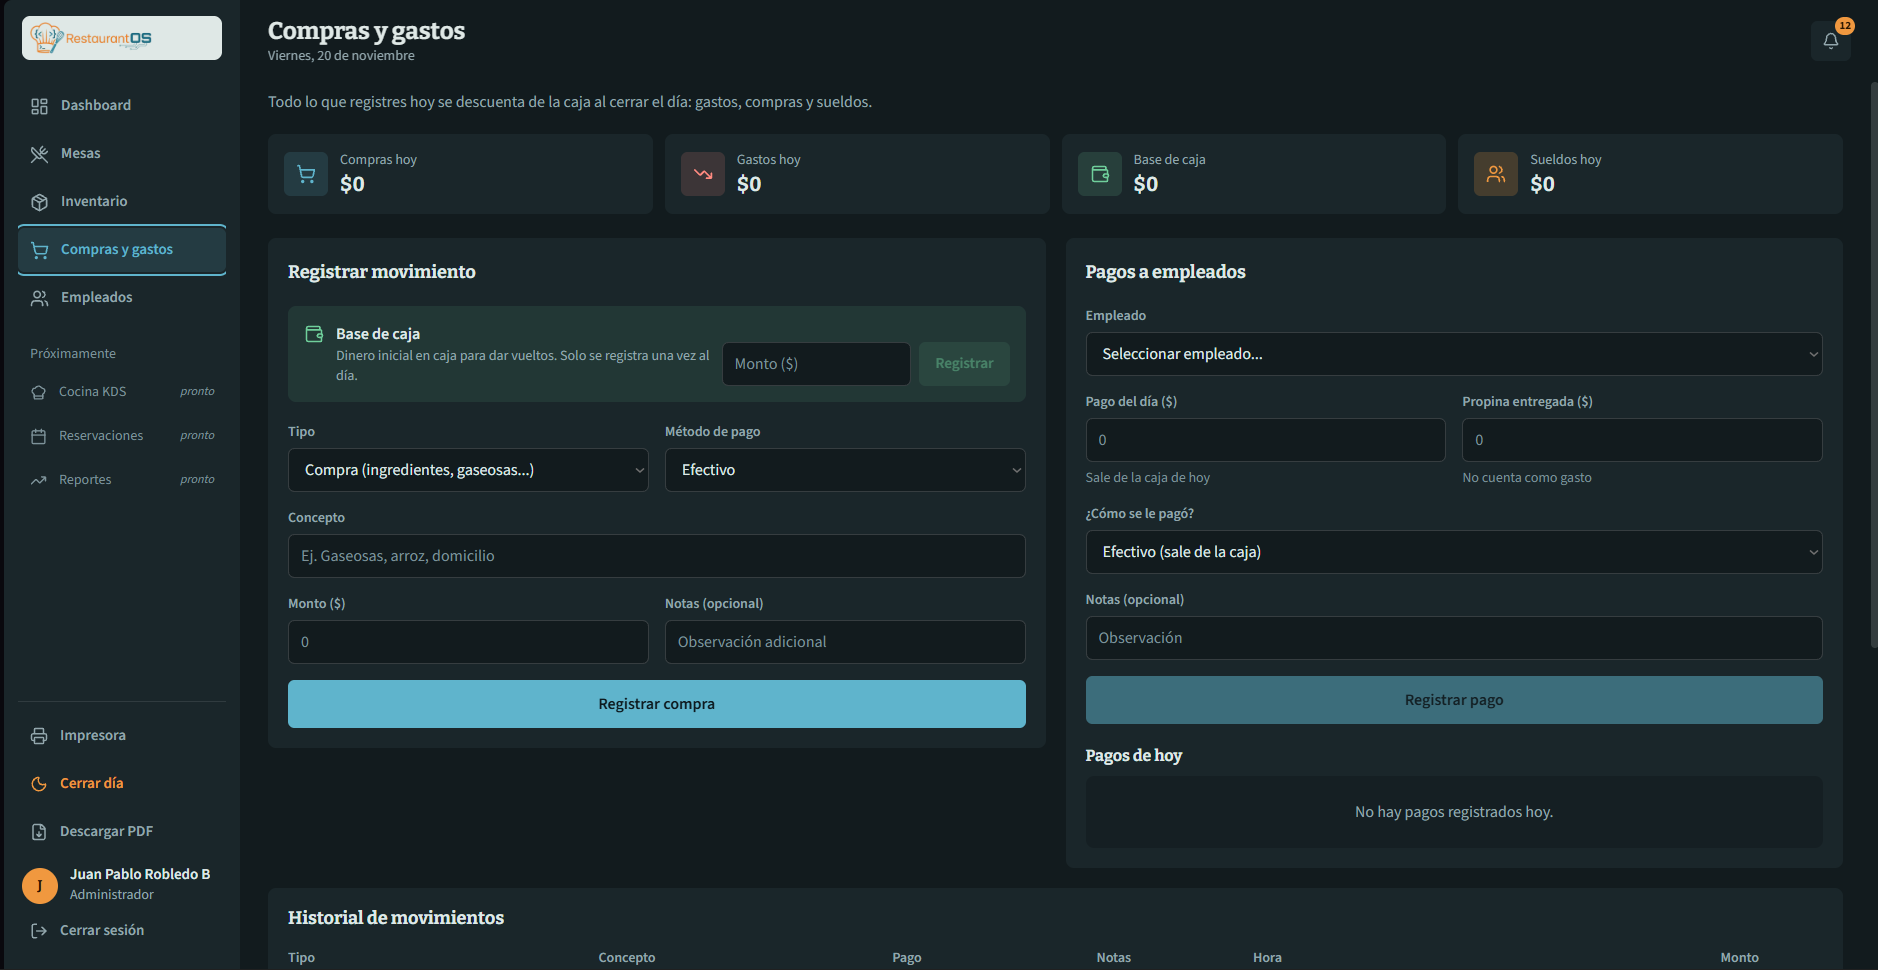 RestaurantOS
Dashboard
Mesas
Inventario
Compras y gastos
Empleados
Próximamente
Cocina KDS pronto
Reservaciones pronto
Reportes pronto
Impresora
Cerrar día
Descargar PDF
J
Juan Pablo Robledo B
Administrador
Cerrar sesión
Compras y gastos
Viernes, 20 de noviembre
12
Todo lo que registres hoy se descuenta de la caja al cerrar el día: gastos, compras y sueldos.
Compras hoy
$0
Gastos hoy
$0
Base de caja
$0
Sueldos hoy
$0
Registrar movimiento
Base de caja
Dinero inicial en caja para dar vueltos. Solo se registra una vez al
día.
Monto ($)
Registrar
Tipo
Compra (ingredientes, gaseosas...)
Método de pago
Efectivo
Concepto
Ej. Gaseosas, arroz, domicilio
Monto ($)
0
Notas (opcional)
Observación adicional
Registrar compra
Pagos a empleados
Empleado
Seleccionar empleado...
Pago del día ($)
0
Sale de la caja de hoy
Propina entregada ($)
0
No cuenta como gasto
¿Cómo se le pagó?
Efectivo (sale de la caja)
Notas (opcional)
Observación
Registrar pago
Pagos de hoy
No hay pagos registrados hoy.
Historial de movimientos
Tipo Concepto Pago Notas Hora Monto